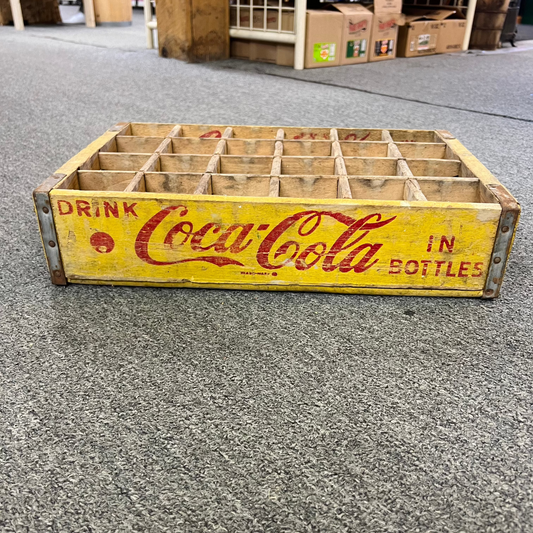 DRINK
Coca-Cola
IN
BOTTLES